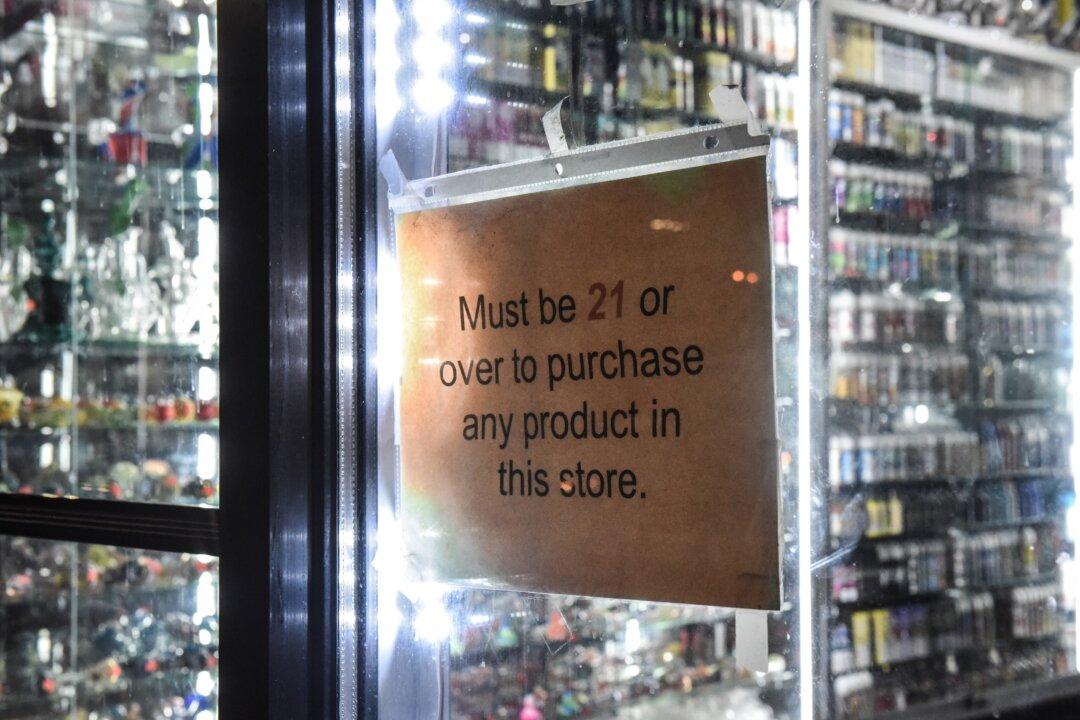 Must be 21 or
over to purchase
any product in
this store.